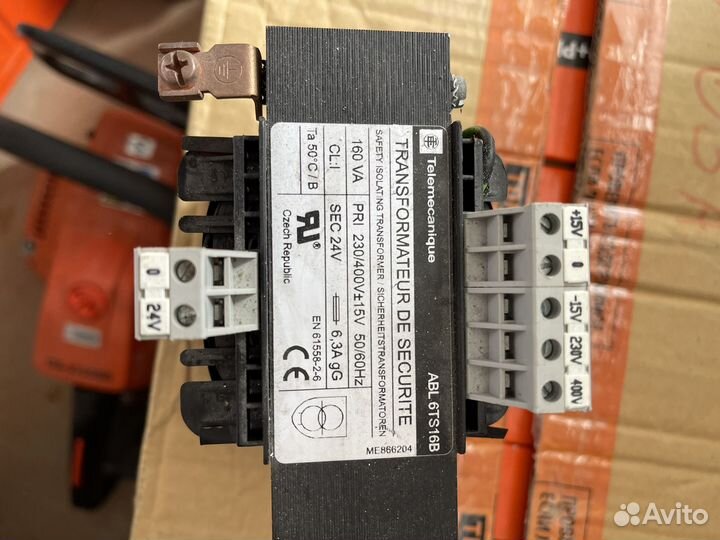 Telemecanique
ABL 6TS16B
TRANSFORMATEUR DE SECURITE
SAFETY ISOLATING TRANSFORMER / SICHERHEITSTRANSFORMATOREN
160 VA PRI 230/400V±15V 50/60Hz
CL:I SEC 24V 6,3A gG
Ta 50°C / B
EN 61558-2-6
Czech Republic
ME866204
CE
0
24V
+15V
0
-15V
230V
400V
Avito